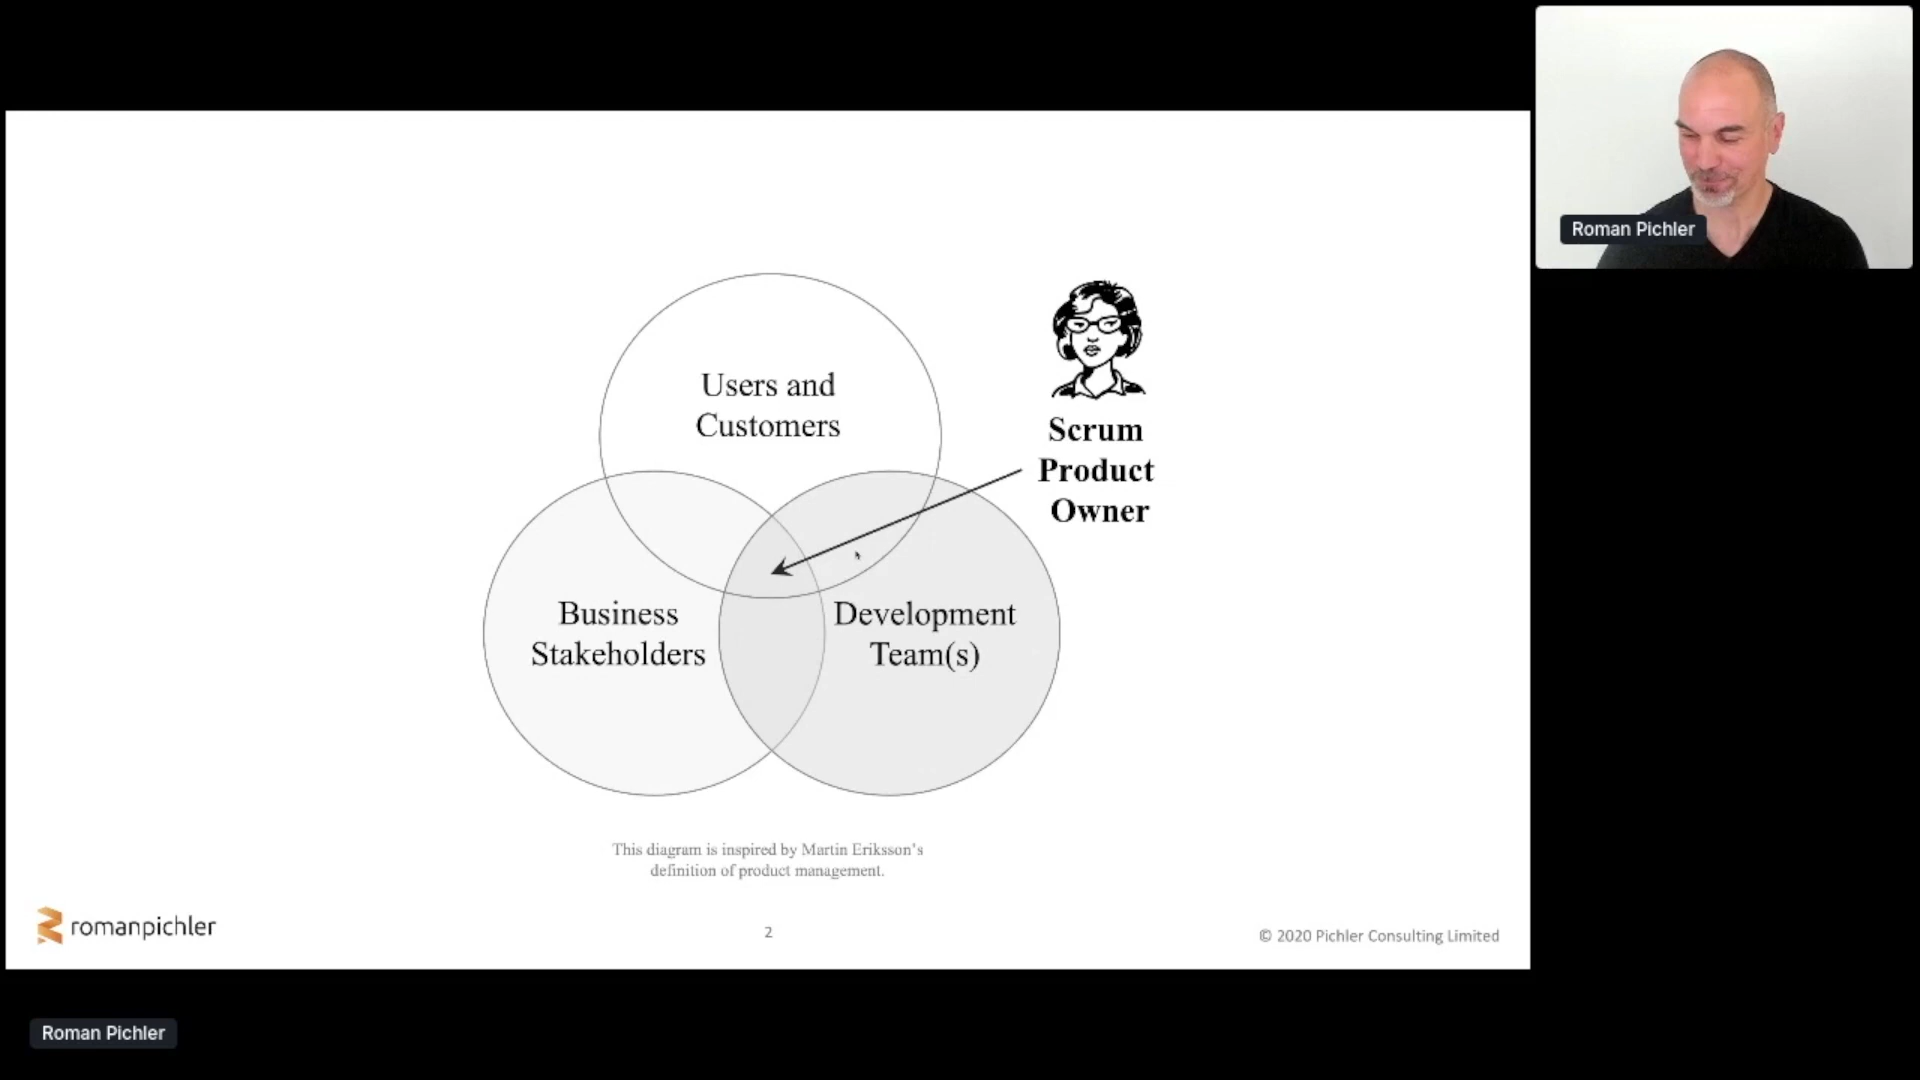 Roman Pichler
Users and
Customers
Scrum
Product
Owner
Business
Stakeholders
Development
Team(s)
This diagram is inspired by Martin Eriksson's
definition of product management.
romanpichler
2
© 2020 Pichler Consulting Limited
Roman Pichler